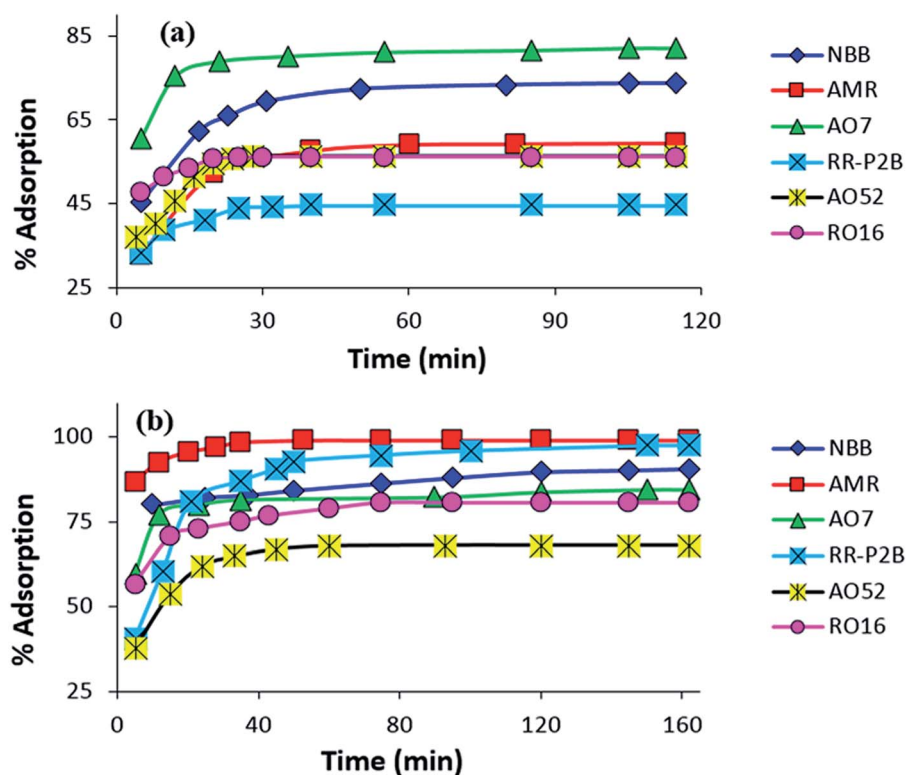 (a)
85
65
45
25
% Adsorption
0 30 60 90 120
Time (min)
NBB
AMR
AO7
RR-P2B
AO52
RO16
(b)
100
75
50
25
% Adsorption
0 40 80 120 160
Time (min)
NBB
AMR
AO7
RR-P2B
AO52
RO16